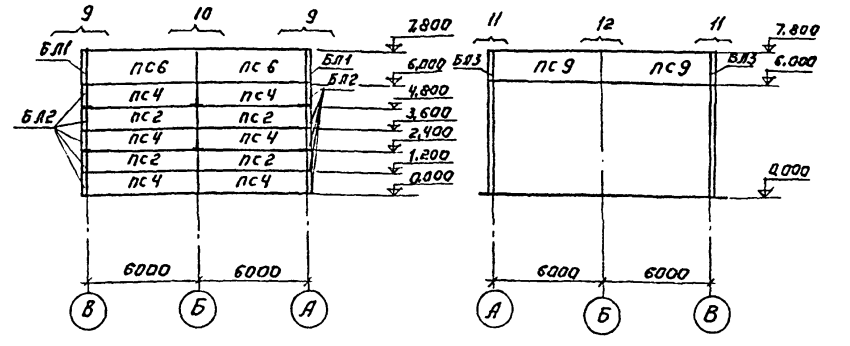 9 10 9 11 12 11
7.800 7.800
БЛ1 ПС6 ПС6 БЛ1 6.000 БЛ3 ПС9 ПС9 БЛ3 6.000
БЛ2
ПС4 ПС4 4.800
БЛ2 ПС2 ПС2 3.600
ПС4 ПС4 2.400
ПС2 ПС2 1.200
ПС4 ПС4 0.000 0.000
6000 6000 6000 6000
В Б А А Б В